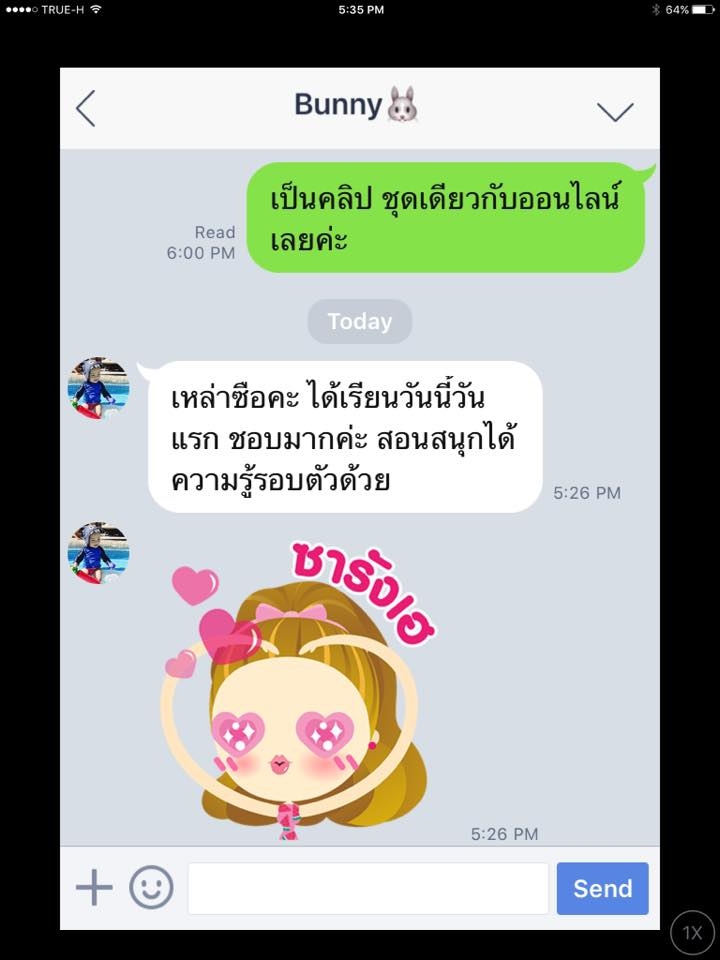 TRUE-H
5:35 PM
64%
Bunny🐰
เป็นคลิป ชุดเดียวกับออนไลน์
เลยค่ะ
Read
6:00 PM
Today
เหล่าซือคะ ได้เรียนวันนี้วัน
แรก ชอบมากค่ะ สอนสนุกได้
ความรู้รอบตัวด้วย
5:26 PM
ซารังเฮ
5:26 PM
Send
1X